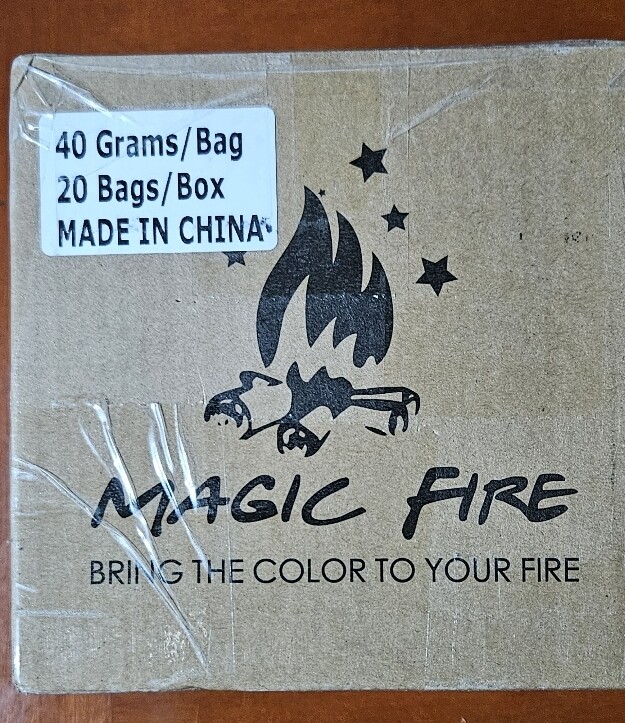 40 Grams/Bag
20 Bags/Box
MADE IN CHINA
MAGIC FIRE
BRING THE COLOR TO YOUR FIRE